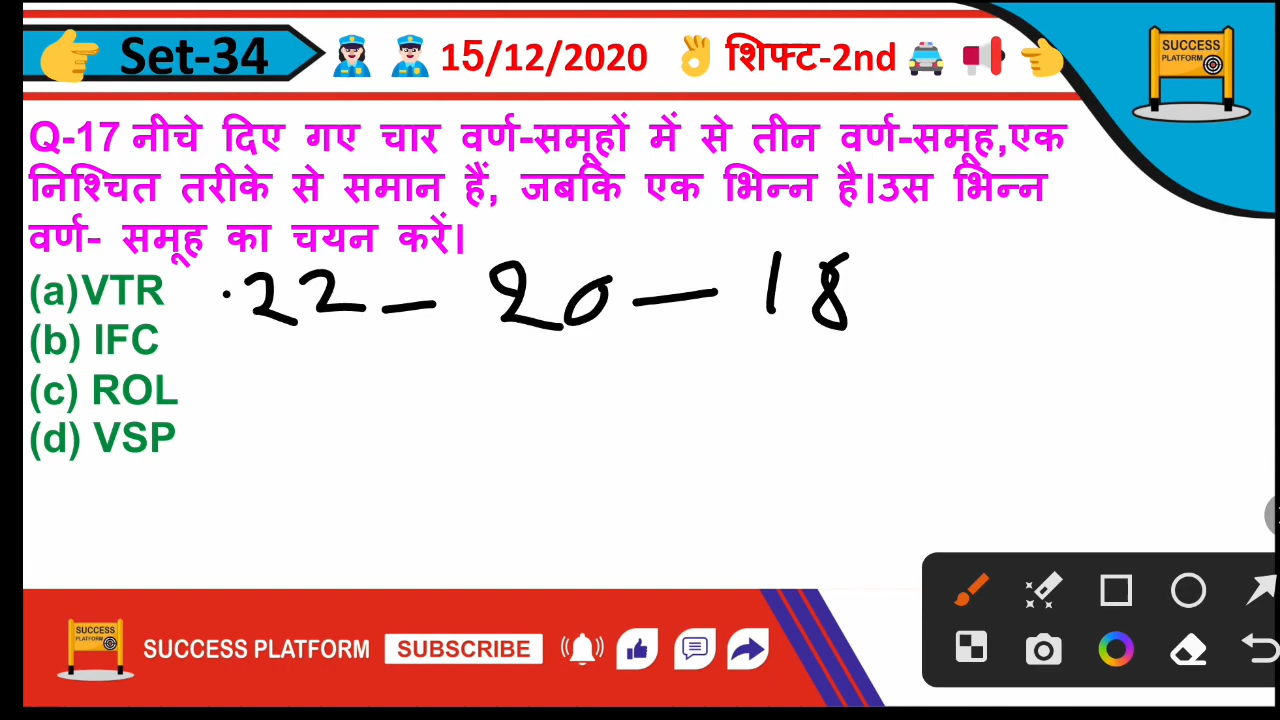 Set-34 15/12/2020 शिफ्ट-2nd
SUCCESS
PLATFORM
Q-17 नीचे दिए गए चार वर्ण-समूहों में से तीन वर्ण-समूह,एक
निश्चित तरीके से समान हैं, जबकि एक भिन्न है।उस भिन्न
वर्ण- समूह का चयन करें।
(a)VTR 22 - 20 - 18
(b) IFC
(c) ROL
(d) VSP
SUCCESS
PLATFORM
SUCCESS PLATFORM SUBSCRIBE